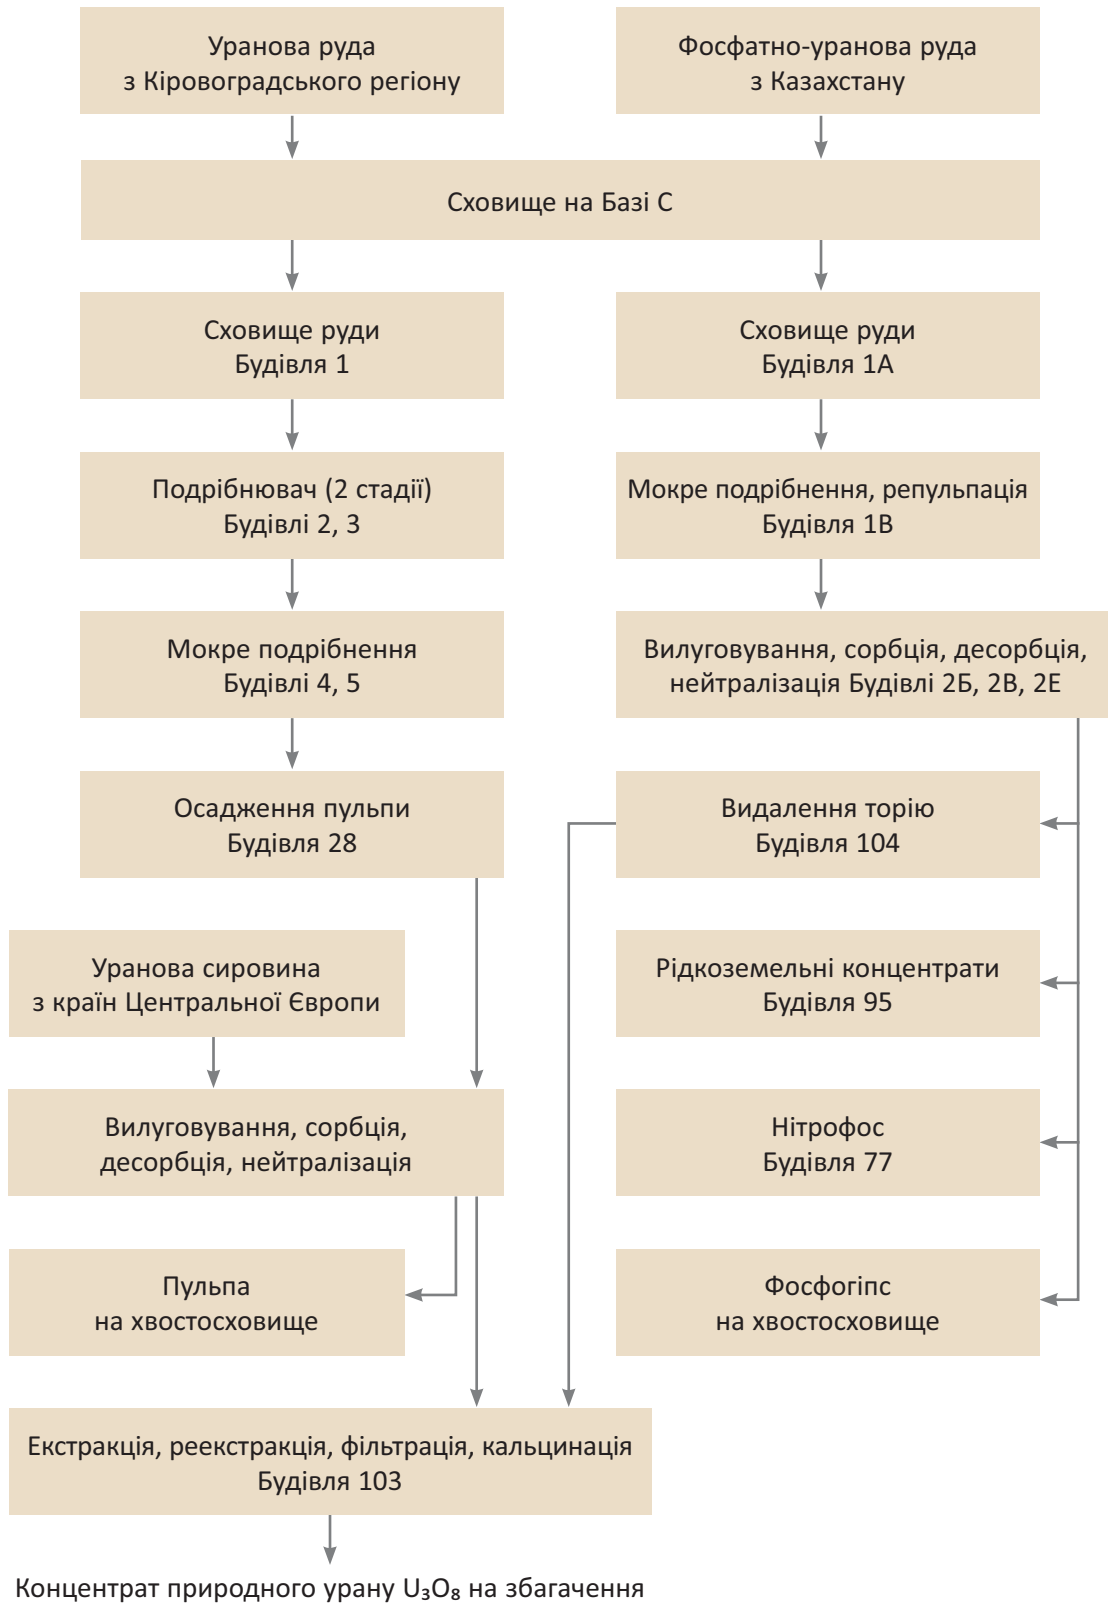 Уранова руда
з Кіровоградського регіону
Фосфатно-уранова руда
з Казахстану
Сховище на Базі С
Сховище руди
Будівля 1
Сховище руди
Будівля 1А
Подрібнювач (2 стадії)
Будівлі 2, 3
Мокре подрібнення, репульпація
Будівля 1В
Мокре подрібнення
Будівлі 4, 5
Вилуговування, сорбція, десорбція,
нейтралізація Будівлі 2Б, 2В, 2Е
Осадження пульпи
Будівля 28
Видалення торію
Будівля 104
Уранова сировина
з країн Центральної Європи
Рідкоземельні концентрати
Будівля 95
Вилуговування, сорбція,
десорбція, нейтралізація
Нітрофос
Будівля 77
Пульпа
на хвостосховище
Фосфогіпс
на хвостосховище
Екстракція, реекстракція, фільтрація, кальцинація
Будівля 103
Концентрат природного урану U₃O₈ на збагачення